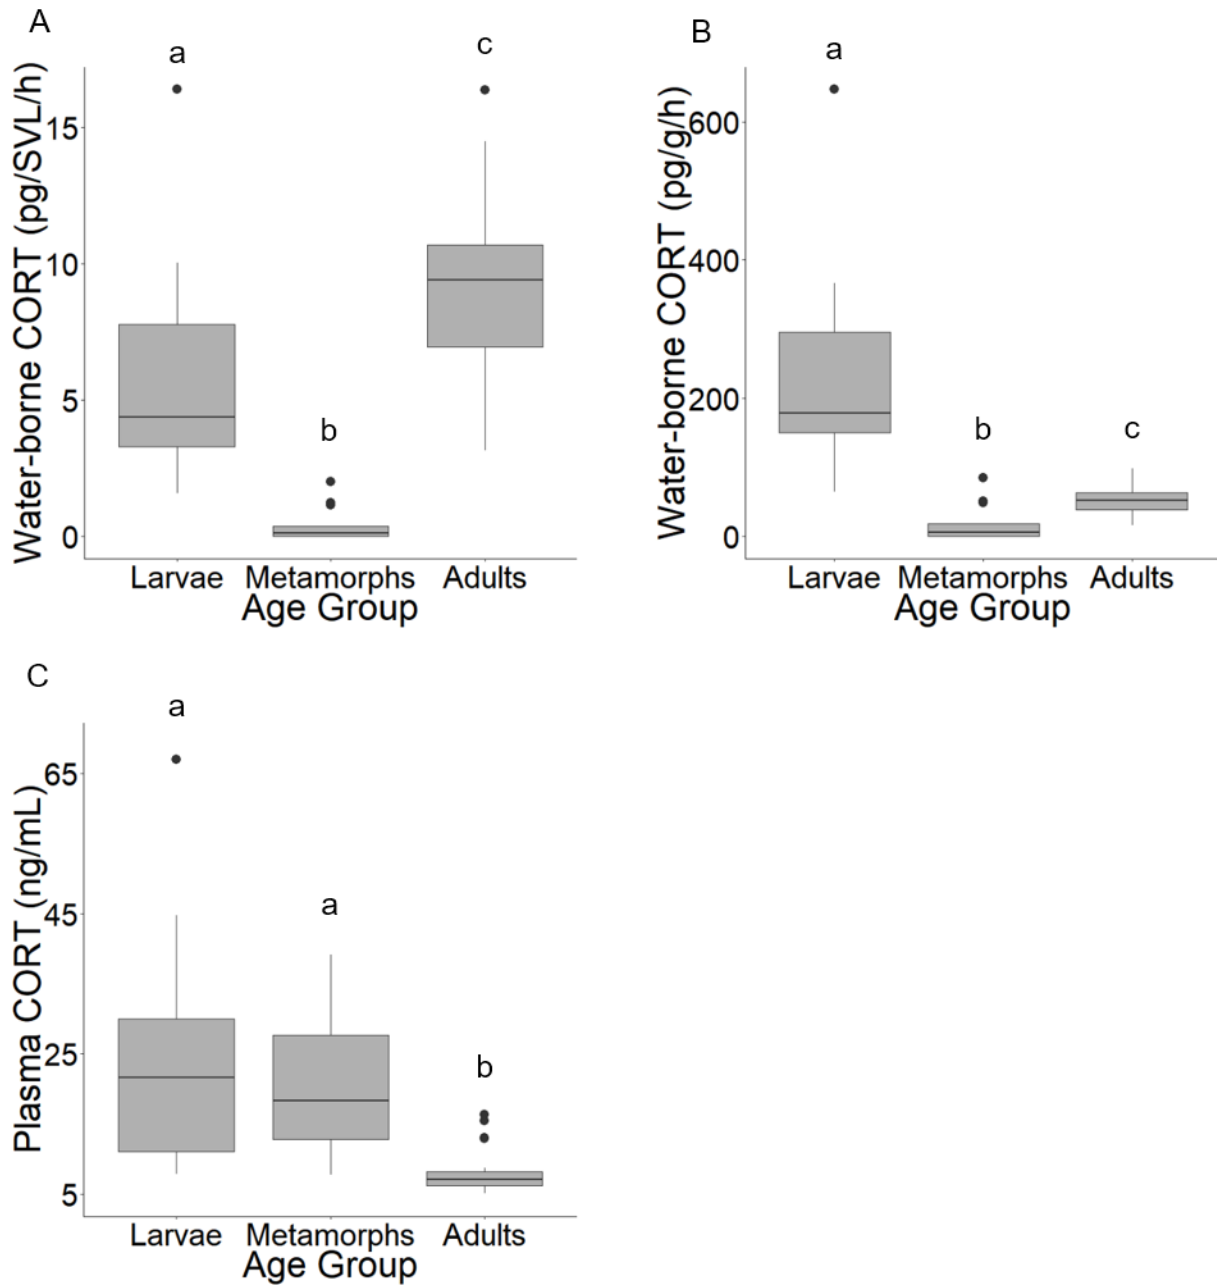 A
a
c
Water-borne CORT (pg/SVL/h)
15
10
5
0
b
Larvae Metamorphs Adults
Age Group
B
a
Water-borne CORT (pg/g/h)
600
400
200
0
b
c
Larvae Metamorphs Adults
Age Group
C
a
Plasma CORT (ng/mL)
65
45
25
5
a
b
Larvae Metamorphs Adults
Age Group